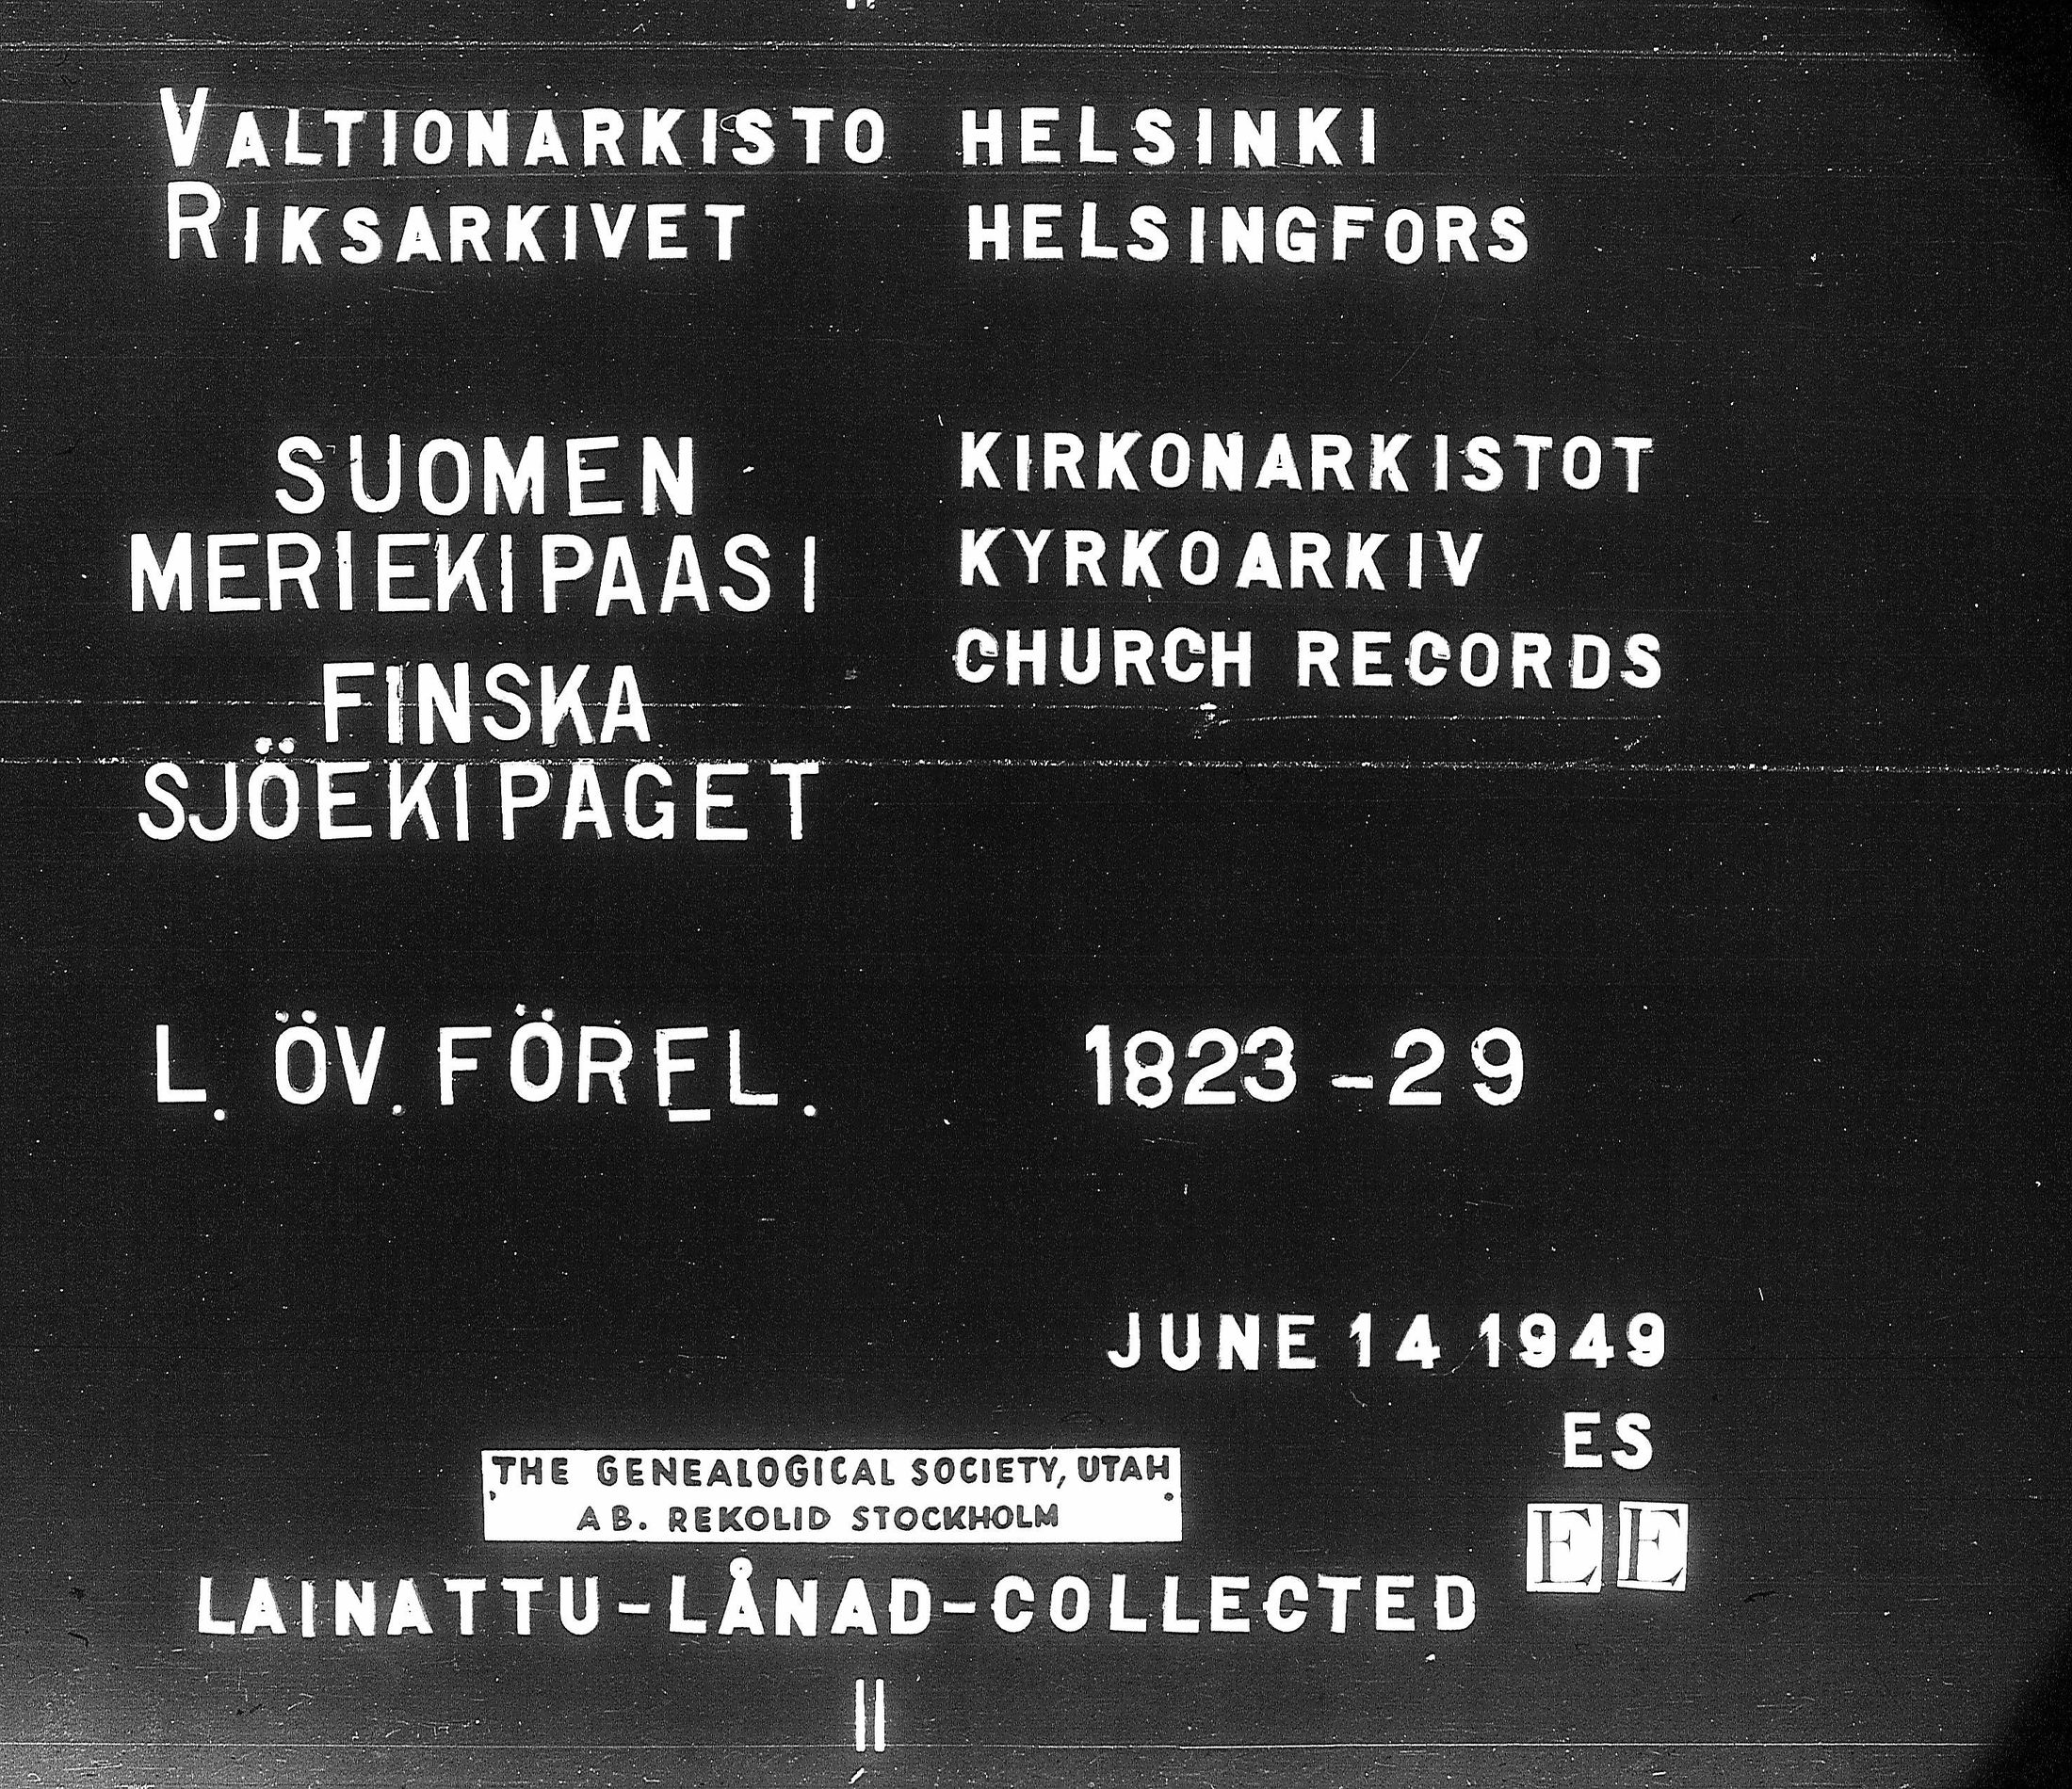 VALTIONARKISTO HELSINKI
RIKSARKIVET HELSINGFORS
SUOMEN
MERIEKIPAASI
FINSKA
SJÖEKIPAGET
KIRKONARKISTOT
KYRKOARKIV
CHURCH RECORDS
L. ÖV. FÖREL. 1823-29
JUNE 14 1949
ES
EE
THE GENEALOGICAL SOCIETY, UTAH
AB. REKOLID STOCKHOLM
LAINATTU-LÅNAD-COLLECTED
II